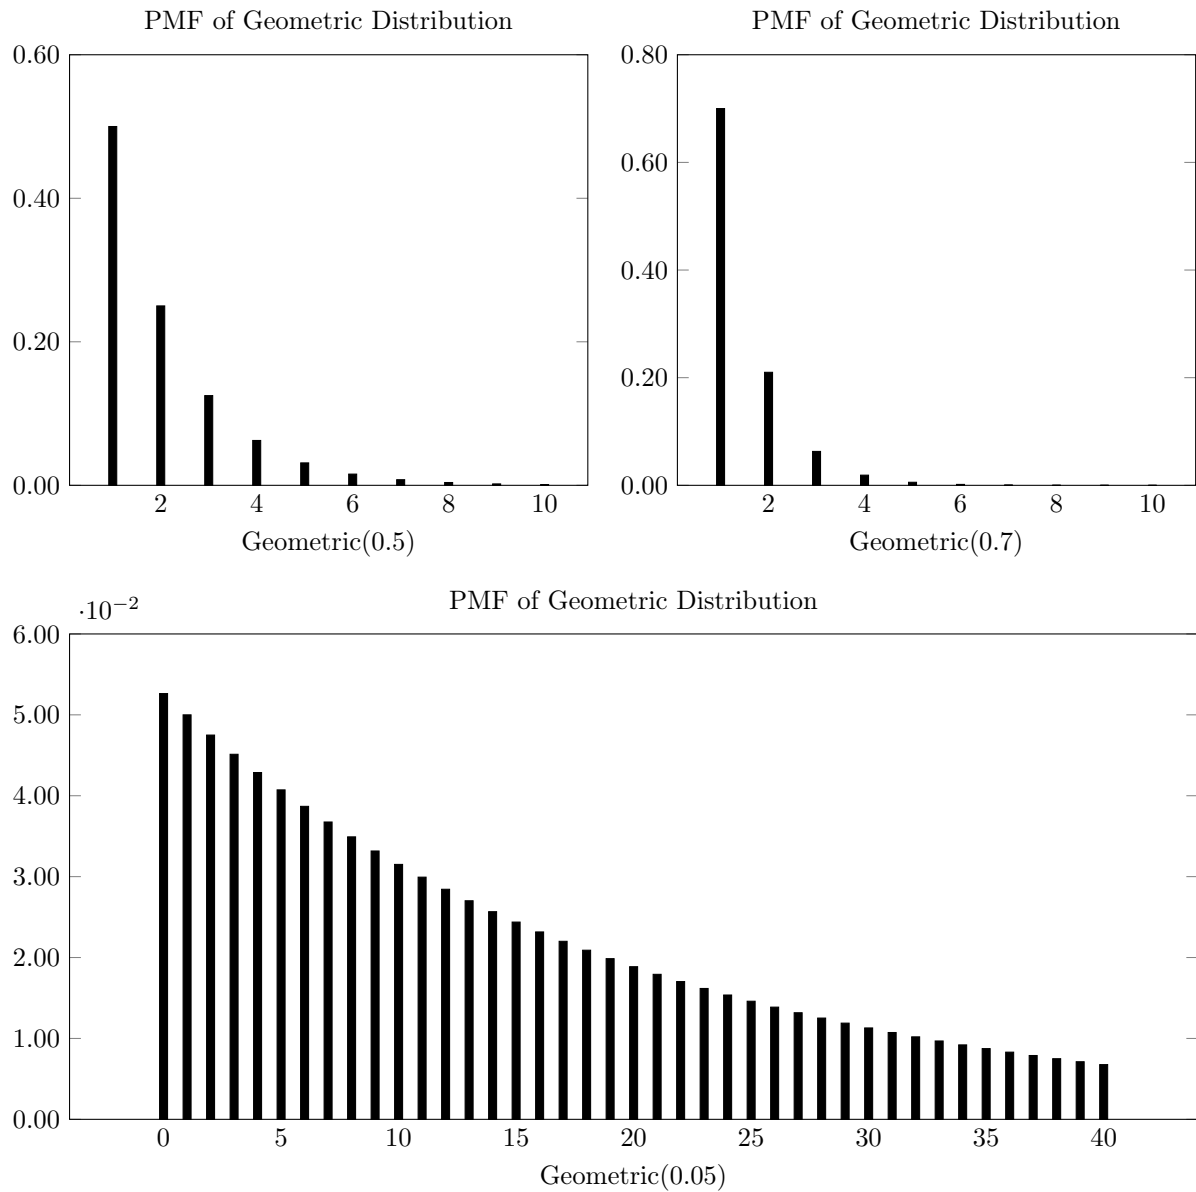 PMF of Geometric Distribution
0.60
0.40
0.20
0.00
2 4 6 8 10
Geometric(0.5)
PMF of Geometric Distribution
0.80
0.60
0.40
0.20
0.00
2 4 6 8 10
Geometric(0.7)
PMF of Geometric Distribution
·10⁻²
6.00
5.00
4.00
3.00
2.00
1.00
0.00
0 5 10 15 20 25 30 35 40
Geometric(0.05)